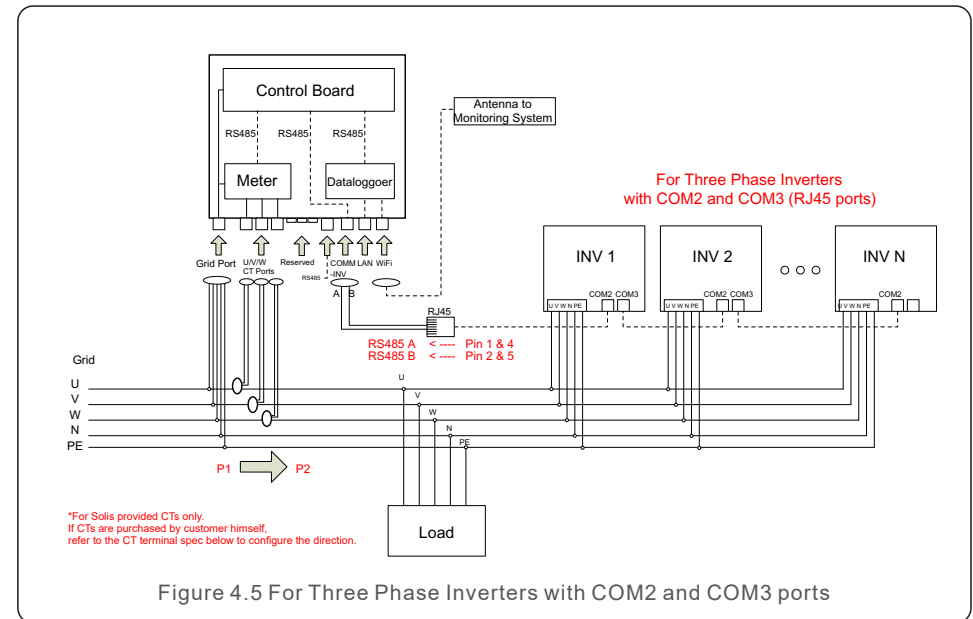 Control Board
RS485
RS485
RS485
Meter
Dataloggoer
Antenna to
Monitoring System
Grid Port
U/V/W
CT Ports
Reserved
RS485
COMM
-INV
LAN
WiFi
A
B
RJ45
RS485 A < ---- Pin 1 & 4
RS485 B < ---- Pin 2 & 5
For Three Phase Inverters
with COM2 and COM3 (RJ45 ports)
INV 1
COM2 COM3
U V W N PE
INV 2
COM2 COM3
U V W N PE
INV N
COM2
U V W N PE
Grid
U
V
W
N
PE
U
V
W
N
PE
P1
P2
Load
*For Solis provided CTs only.
If CTs are purchased by customer himself,
refer to the CT terminal spec below to configure the direction.
Figure 4.5 For Three Phase Inverters with COM2 and COM3 ports